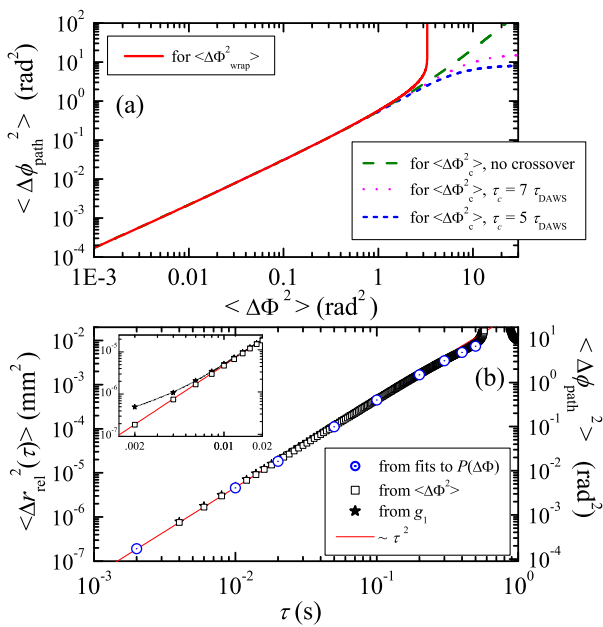 for <ΔΦ²wrap>
(a)
for <ΔΦ²c>, no crossover
for <ΔΦ²c>, τc = 7 τDAWS
for <ΔΦ²c>, τc = 5 τDAWS
10²
10¹
10⁰
10⁻¹
10⁻²
10⁻³
10⁻⁴
< Δϕpath² > (rad²)
1E-3 0.01 0.1 1 10
< ΔΦ² > (rad²)
10⁻²
10⁻³
10⁻⁴
10⁻⁵
10⁻⁶
10⁻⁷
<Δrrel²(τ)> (mm²)
10⁻⁵
10⁻⁶
10⁻⁷
0.002 0.01 0.02
(b)
from fits to P(ΔΦ)
from <ΔΦ²>
from g₁
~ τ²
10¹
10⁰
10⁻¹
10⁻²
10⁻³
10⁻⁴
< Δϕpath² > (rad²)
10⁻³ 10⁻² 10⁻¹ 10⁰
τ (s)